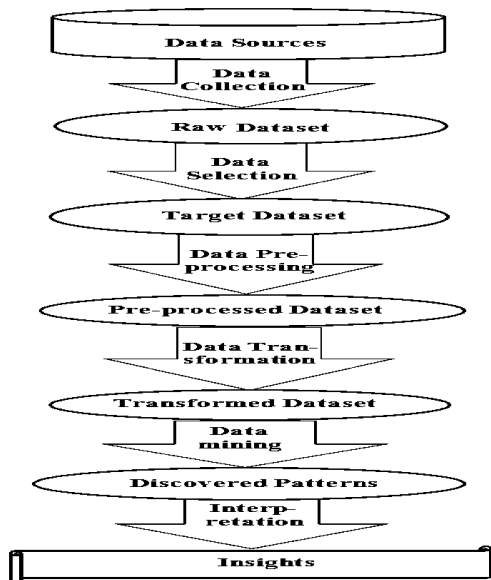 Data Sources
Data
Collection
Raw Dataset
Data
Selection
Target Dataset
Data Pre-
processing
Pre-processed Dataset
Data Tran-
sformation
Transformed Dataset
Data
mining
Discovered Patterns
Interp-
retation
Insights